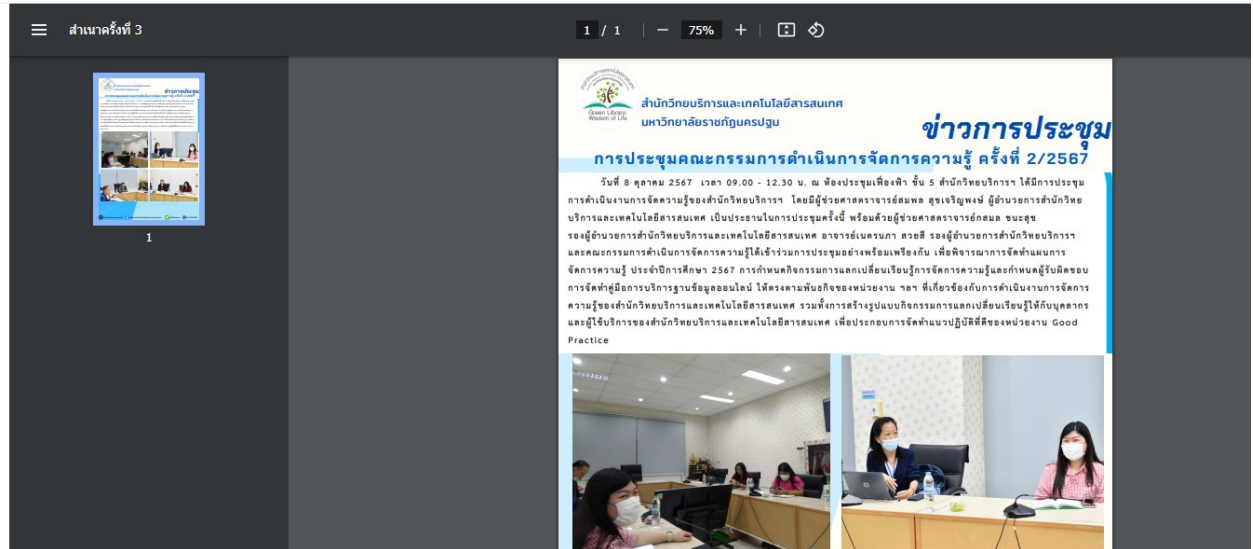 สำเนาครั้งที่ 3
1 / 1
75%
1
Green Library
Wisdom of Life
สำนักวิทยบริการและเทคโนโลยีสารสนเทศ
มหาวิทยาลัยราชภัฏนครปฐม
ข่าวการประชุม
การประชุมคณะกรรมการดำเนินการจัดการความรู้ ครั้งที่ 2/2567
วันที่ 8 ตุลาคม 2567 เวลา 09.00 - 12.30 น. ณ ห้องประชุมเฟื่องฟ้า ชั้น 5 สำนักวิทยบริการฯ ได้มีการประชุม
การดำเนินงานการจัดความรู้ของสำนักวิทยบริการฯ โดยมีผู้ช่วยศาสตราจารย์สมพล สุขเจริญพงษ์ ผู้อำนวยการสำนักวิทย
บริการและเทคโนโลยีสารสนเทศ เป็นประธานในการประชุมครั้งนี้ พร้อมด้วยผู้ช่วยศาสตราจารย์กสมล ชนะสุข
รองผู้อำนวยการสำนักวิทยบริการและเทคโนโลยีสารสนเทศ อาจารย์เนตรนภา สวยสี รองผู้อำนวยการสำนักวิทยบริการฯ
และคณะกรรมการดำเนินการจัดการความรู้ได้เข้าร่วมการประชุมอย่างพร้อมเพรียงกัน เพื่อพิจารณาการจัดทำแผนการ
จัดการความรู้ ประจำปีการศึกษา 2567 การกำหนดกิจกรรมการแลกเปลี่ยนเรียนรู้การจัดการความรู้และกำหนดผู้รับผิดชอบ
การจัดทำคู่มือการบริการฐานข้อมูลออนไลน์ ให้ตรงตามพันธกิจของหน่วยงาน ฯลฯ ที่เกี่ยวข้องกับการดำเนินงานการจัดการ
ความรู้ของสำนักวิทยบริการและเทคโนโลยีสารสนเทศ รวมทั้งการสร้างรูปแบบกิจกรรมการแลกเปลี่ยนเรียนรู้ให้กับบุคลากร
และผู้ใช้บริการของสำนักวิทยบริการและเทคโนโลยีสารสนเทศ เพื่อประกอบการจัดทำแนวปฏิบัติที่ดีของหน่วยงาน Good
Practice